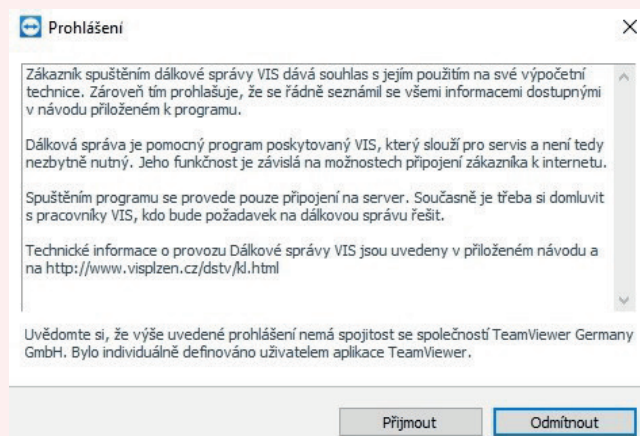 Prohlášení
Zákazník spuštěním dálkové správy VIS dává souhlas s jejím použitím na své výpočetní
technice. Zároveň tím prohlašuje, že se řádně seznámil se všemi informacemi dostupnými
v návodu přiloženém k programu.
Dálková správa je pomocný program poskytovaný VIS, který slouží pro servis a není tedy
nezbytně nutný. Jeho funkčnost je závislá na možnostech připojení zákazníka k internetu.
Spuštěním programu se provede pouze připojení na server. Současně je třeba si domluvit
s pracovníky VIS, kdo bude požadavek na dálkovou správu řešit.
Technické informace o provozu Dálkové správy VIS jsou uvedeny v přiloženém návodu a
na http://www.visplzen.cz/dstv/kl.html
Uvědomte si, že výše uvedené prohlášení nemá spojitost se společností TeamViewer Germany
GmbH. Bylo individuálně definováno uživatelem aplikace TeamViewer.
Přijmout
Odmítnout